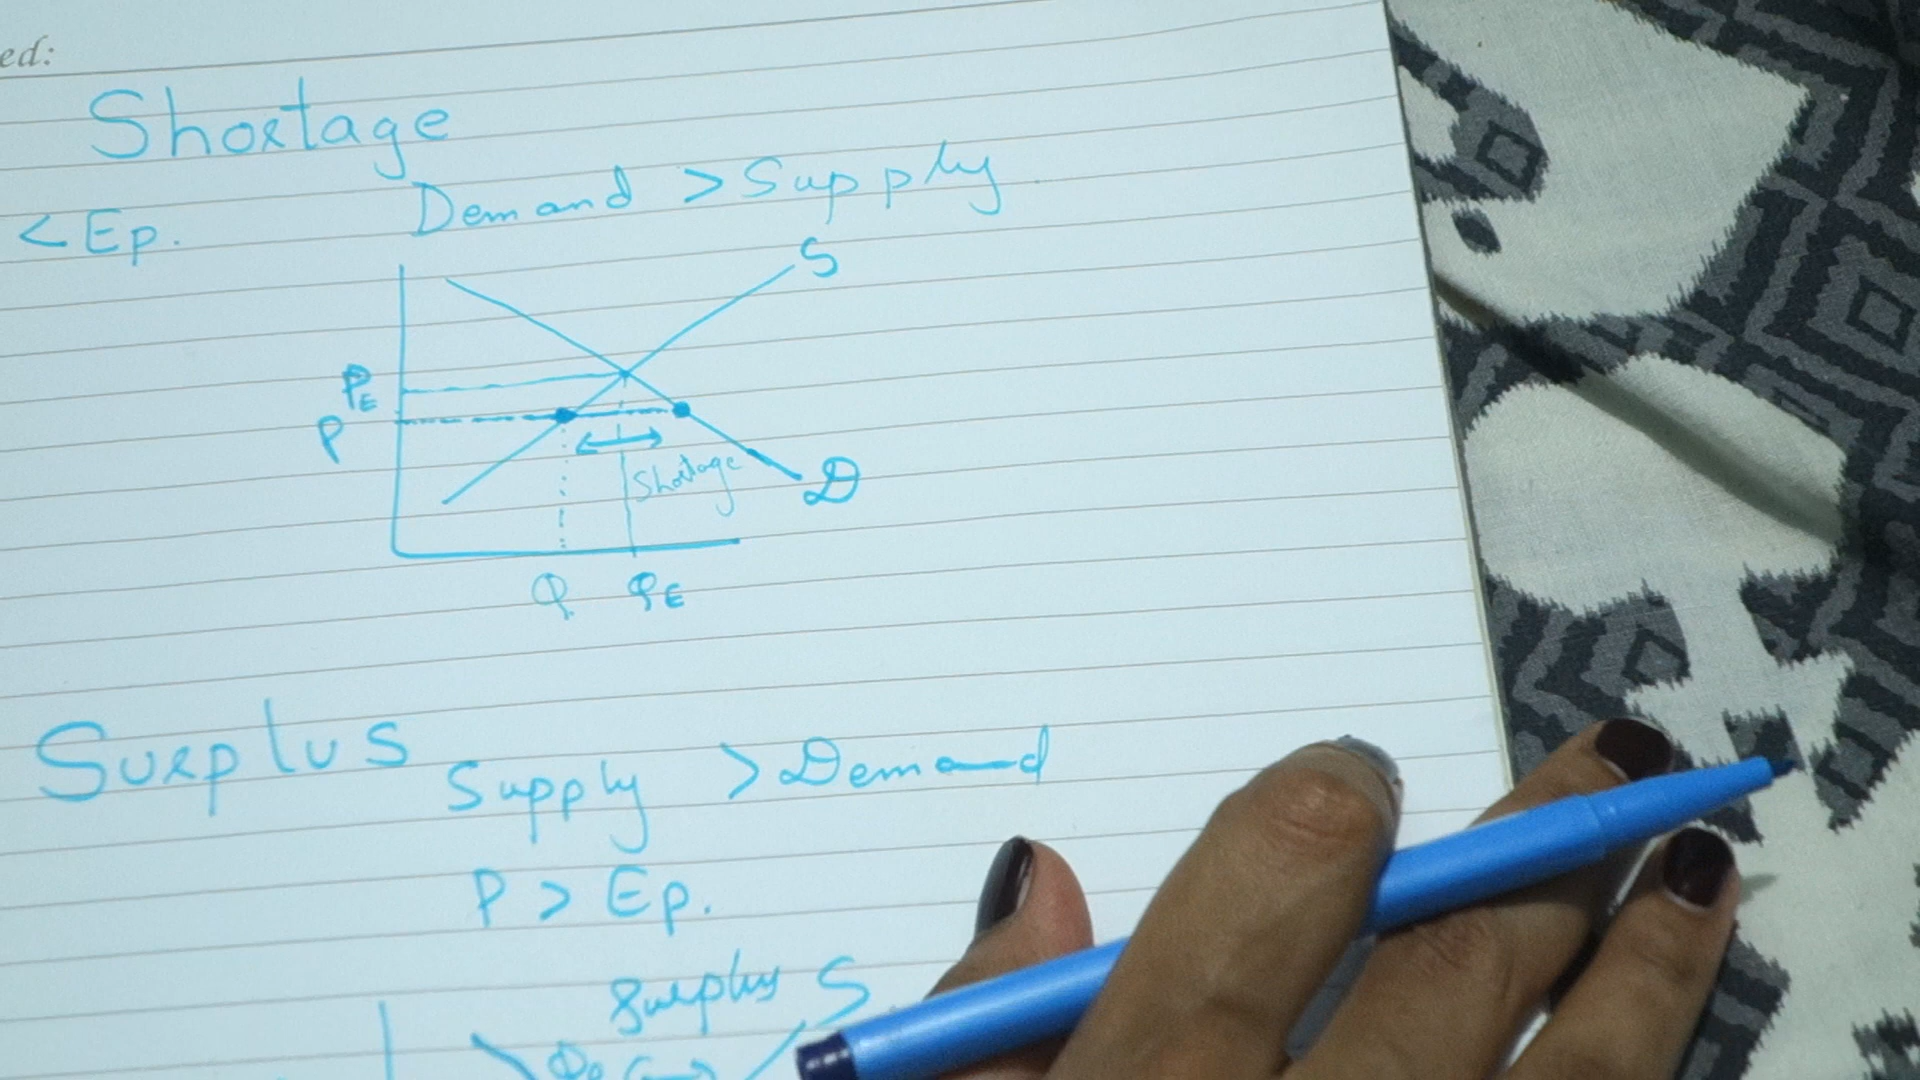 ed:
Shortage
< Ep.
Demand > Supply
S
PE
P
Shortage
D
Q QE
Surplus
Supply > Demand
P > Ep.
Surplus S